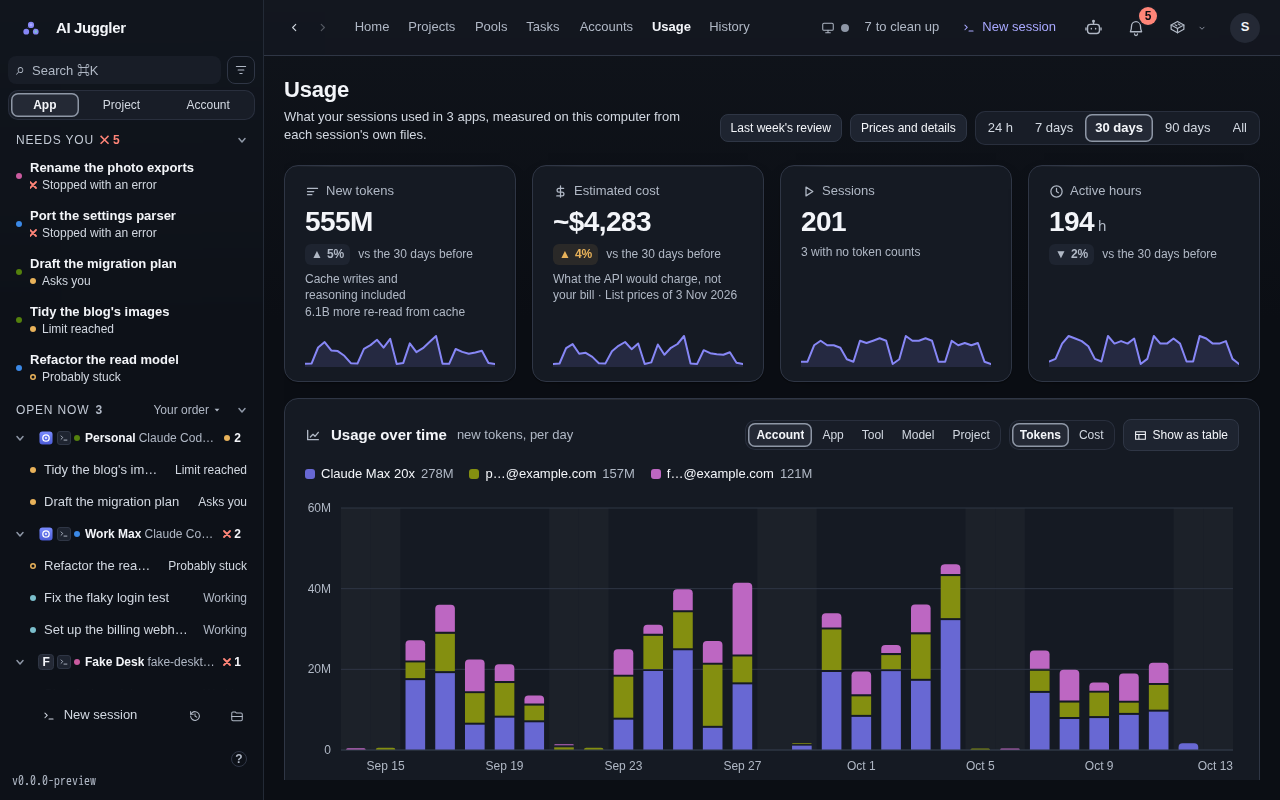 AI Juggler
Search ⌘K
App Project Account
NEEDS YOU 5
Rename the photo exports
Stopped with an error
Port the settings parser
Stopped with an error
Draft the migration plan
Asks you
Tidy the blog's images
Limit reached
Refactor the read model
Probably stuck
OPEN NOW 3 Your order
Personal Claude Cod… 2
Tidy the blog's im… Limit reached
Draft the migration plan Asks you
Work Max Claude Co… 2
Refactor the rea… Probably stuck
Fix the flaky login test Working
Set up the billing webh… Working
F Fake Desk fake-deskt… 1
New session
?
v0.0.0-preview
Home Projects Pools Tasks Accounts Usage History
7 to clean up New session 5 S
Usage
What your sessions used in 3 apps, measured on this computer from
each session's own files.
Last week's review Prices and details 24 h 7 days 30 days 90 days All
New tokens
555M
▲ 5% vs the 30 days before
Cache writes and
reasoning included
6.1B more re-read from cache
Estimated cost
~$4,283
▲ 4% vs the 30 days before
What the API would charge, not
your bill · List prices of 3 Nov 2026
Sessions
201
3 with no token counts
Active hours
194 h
▼ 2% vs the 30 days before
Usage over time new tokens, per day
Account App Tool Model Project Tokens Cost Show as table
Claude Max 20x 278M p…@example.com 157M f…@example.com 121M
60M
40M
20M
0
Sep 15 Sep 19 Sep 23 Sep 27 Oct 1 Oct 5 Oct 9 Oct 13